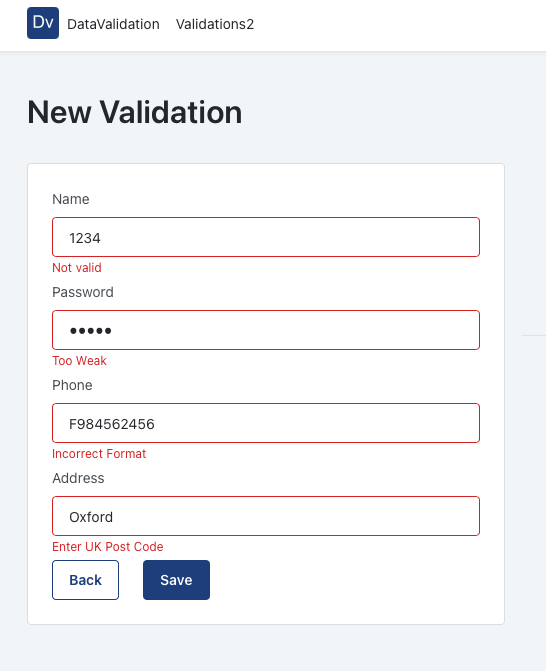 Dv DataValidation Validations2
New Validation
Name
1234
Not valid
Password
●●●●●
Too Weak
Phone
F984562456
Incorrect Format
Address
Oxford
Enter UK Post Code
Back Save